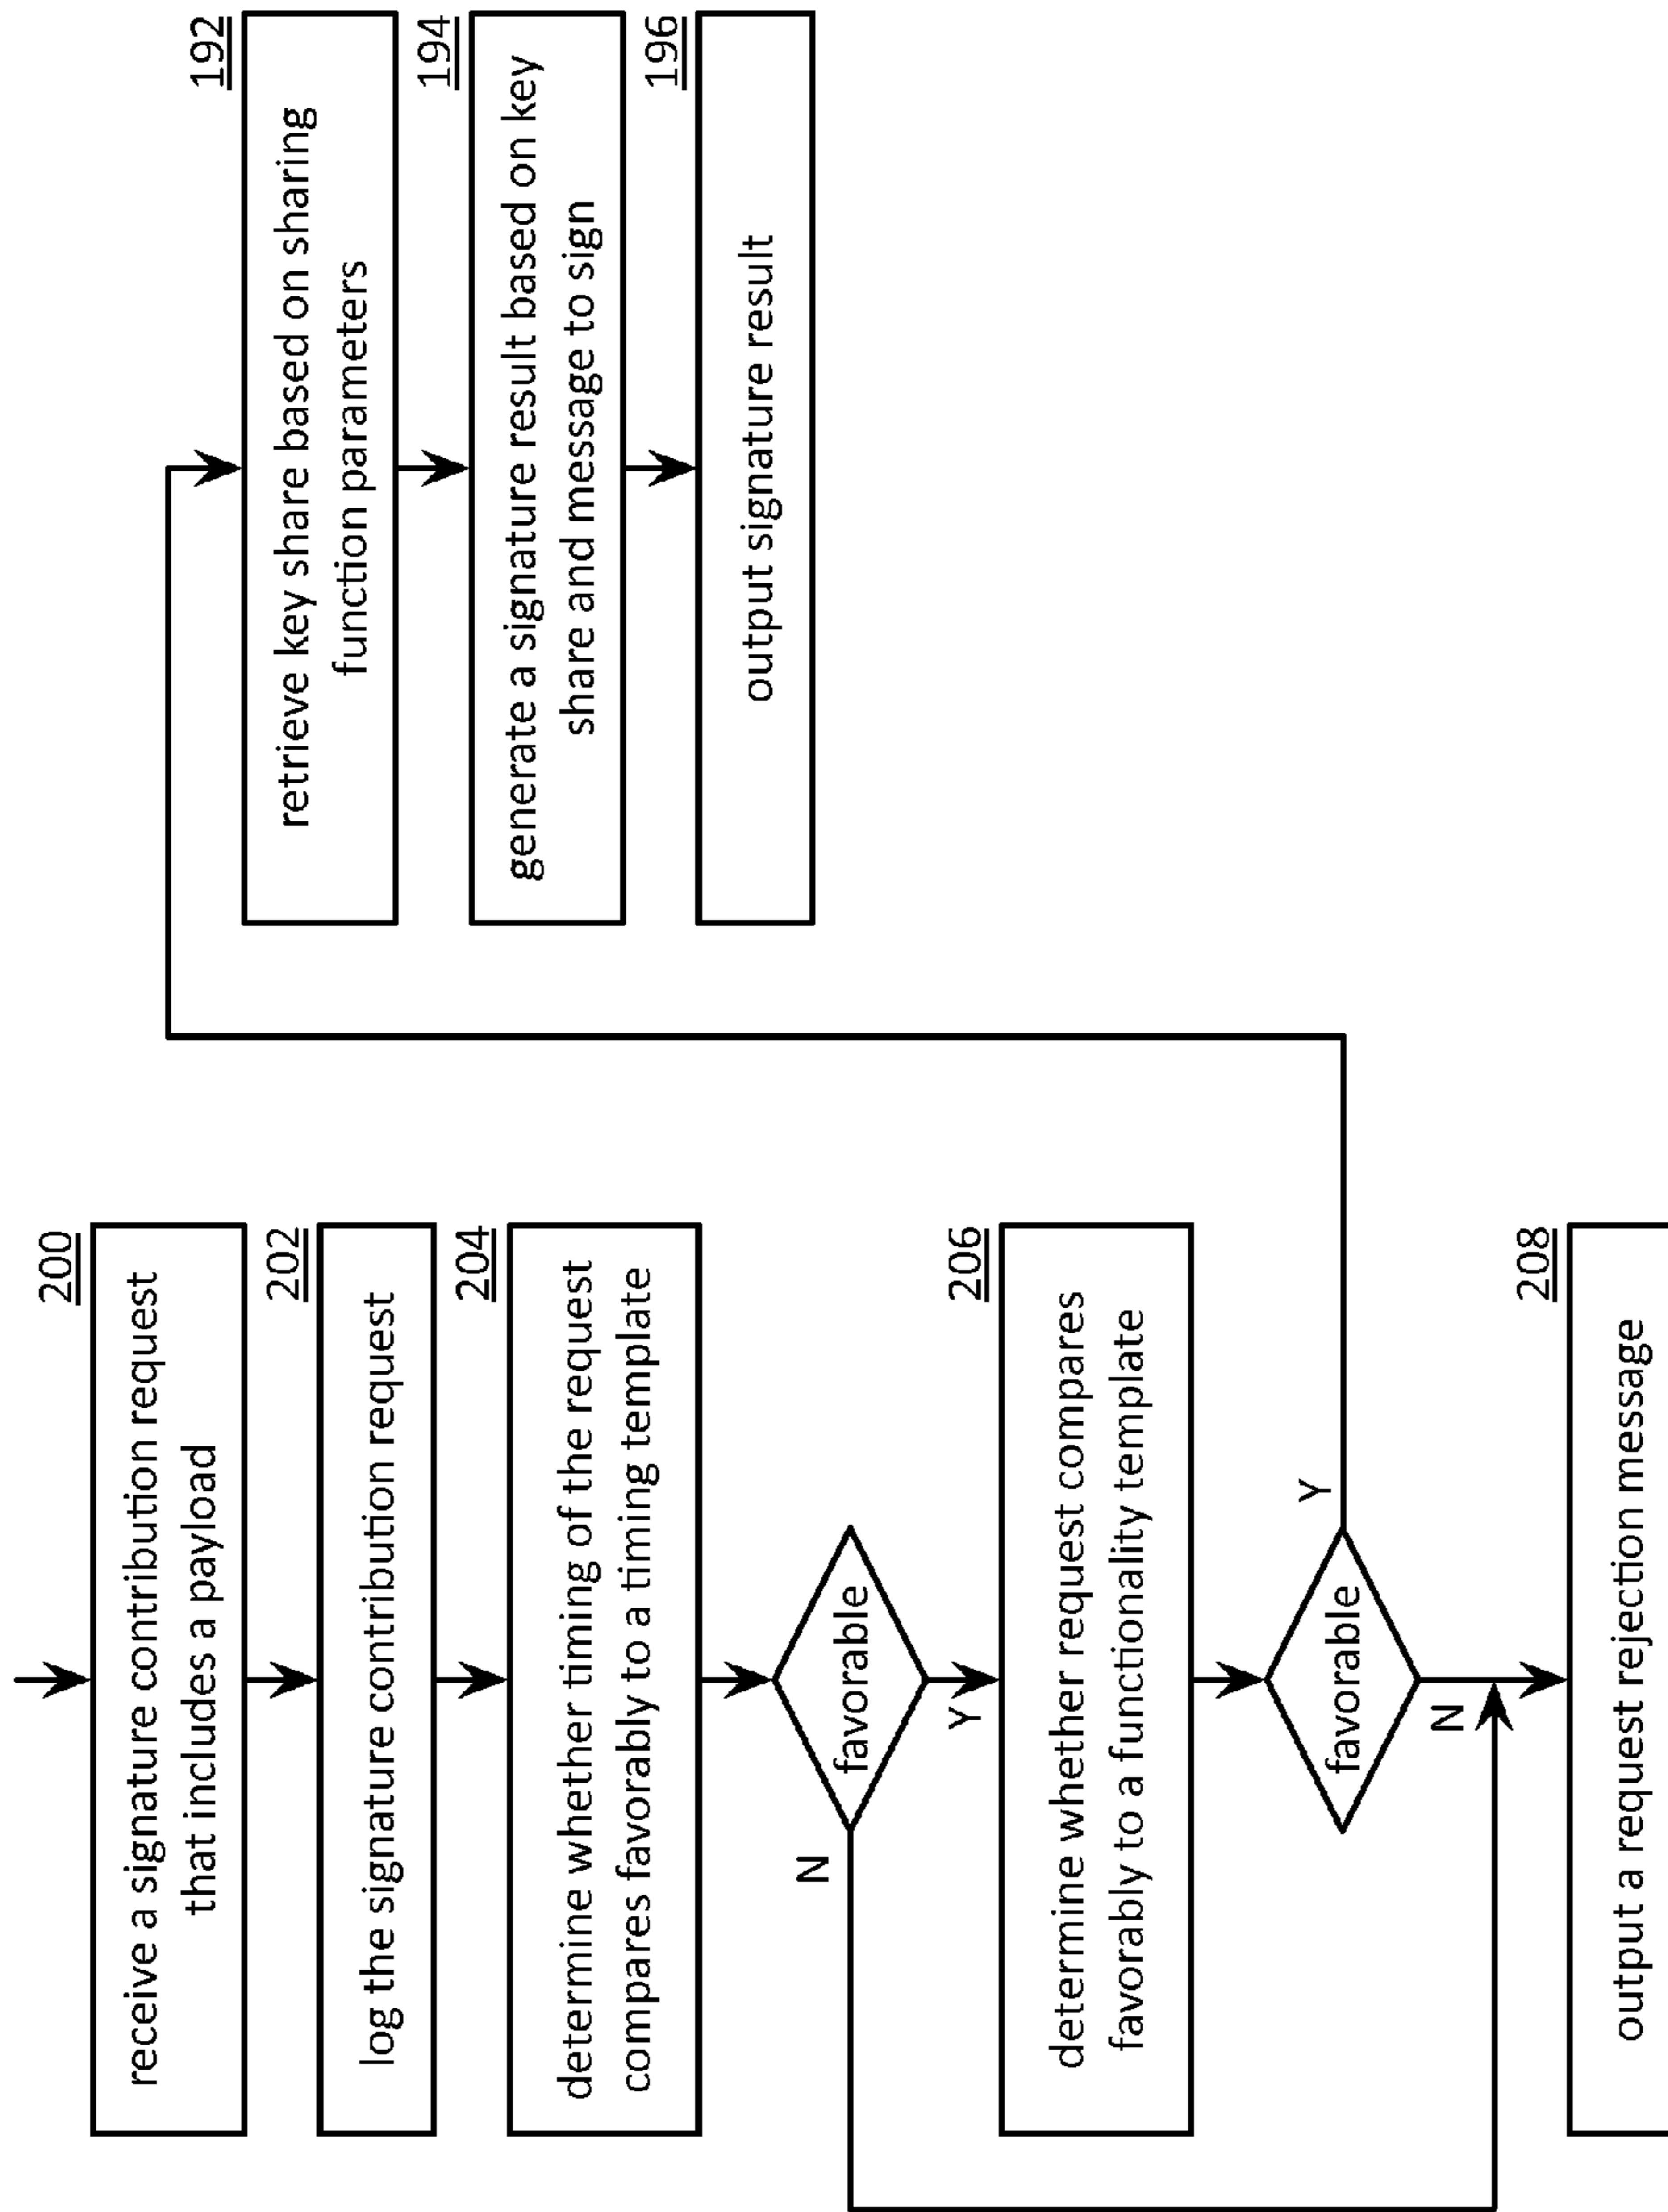 200
receive a signature contribution request
that includes a payload
202
log the signature contribution request
204
determine whether timing of the request
compares favorably to a timing template
favorable
N
Y
206
determine whether request compares
favorably to a functionality template
favorable
Y
N
208
output a request rejection message
192
retrieve key share based on sharing
function parameters
194
generate a signature result based on key
share and message to sign
196
output signature result